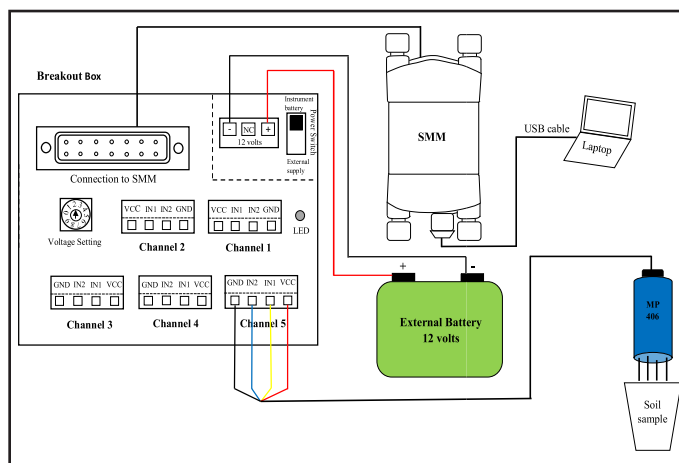 Breakout Box
Connection to SMM
- NC +
12 volts
Instrument
battery
Power Switch
External
supply
SMM
USB cable
Laptop
Voltage Setting
VCC IN1 IN2 GND
Channel 2
VCC IN1 IN2 GND
Channel 1
LED
GND IN2 IN1 VCC
Channel 3
GND IN2 IN1 VCC
Channel 4
GND IN2 IN1 VCC
Channel 5
+ -
External Battery
12 volts
MP
406
Soil
sample